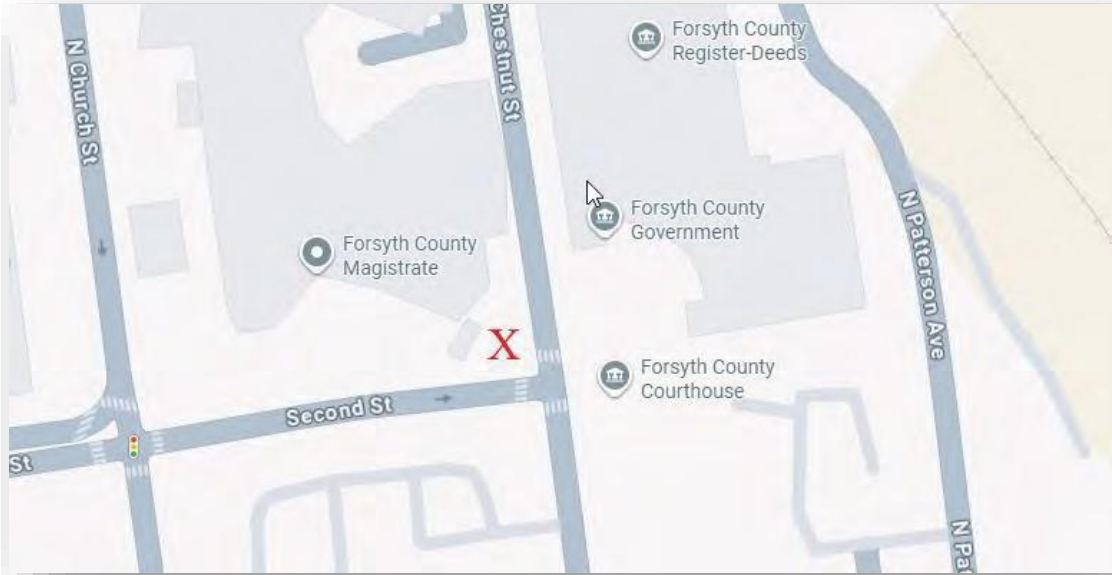 N Church St
Chestnut St
Forsyth County
Register-Deeds
Forsyth County
Government
Forsyth County
Magistrate
N Patterson Ave
X
Forsyth County
Courthouse
Second St
St
N Pat